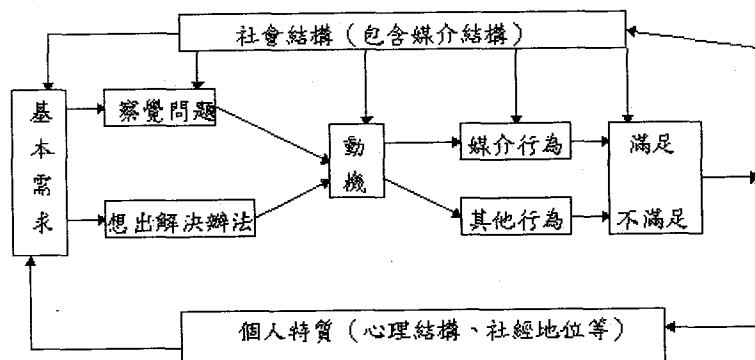 社會結構（包含媒介結構）
基本需求
察覺問題
想出解決辦法
動機
媒介行為
其他行為
滿足
不滿足
個人特質（心理結構、社經地位等）